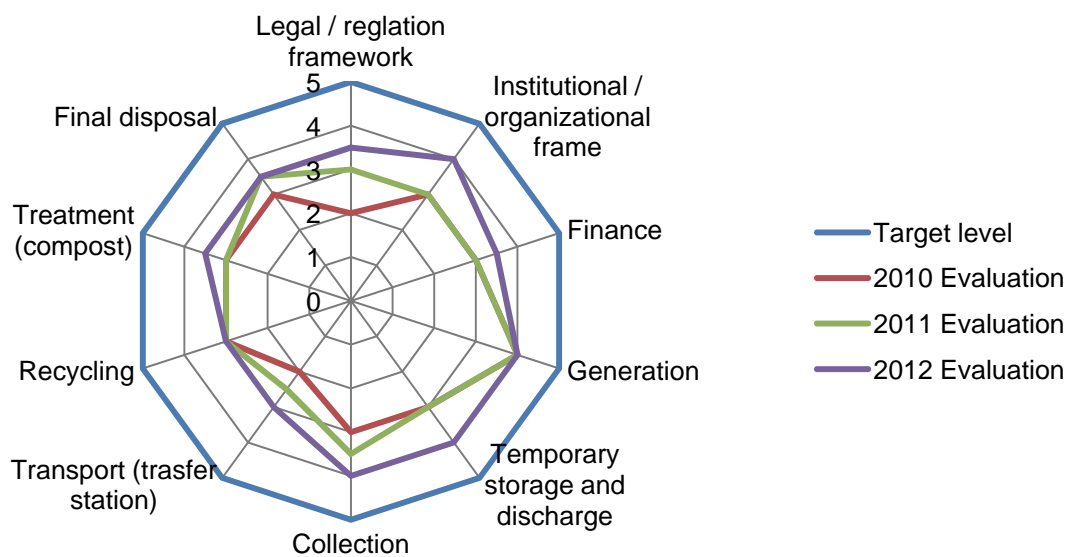 Legal / reglation
framework
Institutional /
organizational
frame
Finance
Generation
Temporary
storage and
discharge
Collection
Transport (trasfer
station)
Recycling
Treatment
(compost)
Final disposal
5
4
3
2
1
0
Target level
2010 Evaluation
2011 Evaluation
2012 Evaluation